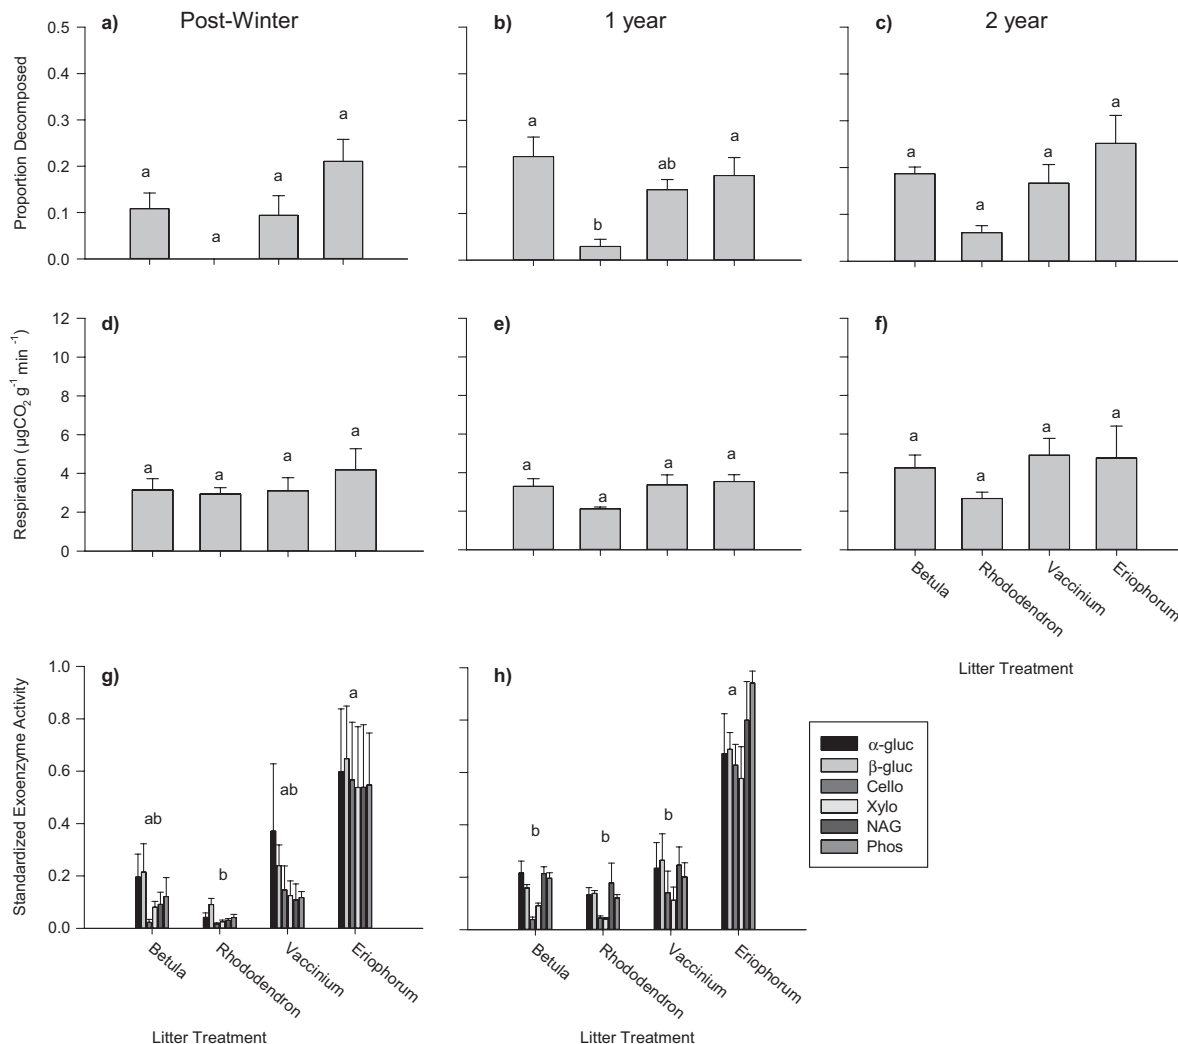 a) Post-Winter
b) 1 year
c) 2 year
Proportion Decomposed
0.5
0.4
0.3
0.2
0.1
0.0
a a a a
a b ab a
a a a a
d)
e)
f)
Respiration (µgCO2 g-1 min -1)
12
10
8
6
4
2
0
a a a a
a a a a
a a a a
Betula
Rhododendron
Vaccinium
Eriophorum
Litter Treatment
g)
h)
Standardized Exoenzyme Activity
1.0
0.8
0.6
0.4
0.2
0.0
ab b ab a
b b b a
α-gluc
β-gluc
Cello
Xylo
NAG
Phos
Betula
Rhododendron
Vaccinium
Eriophorum
Litter Treatment
Betula
Rhododendron
Vaccinium
Eriophorum
Litter Treatment